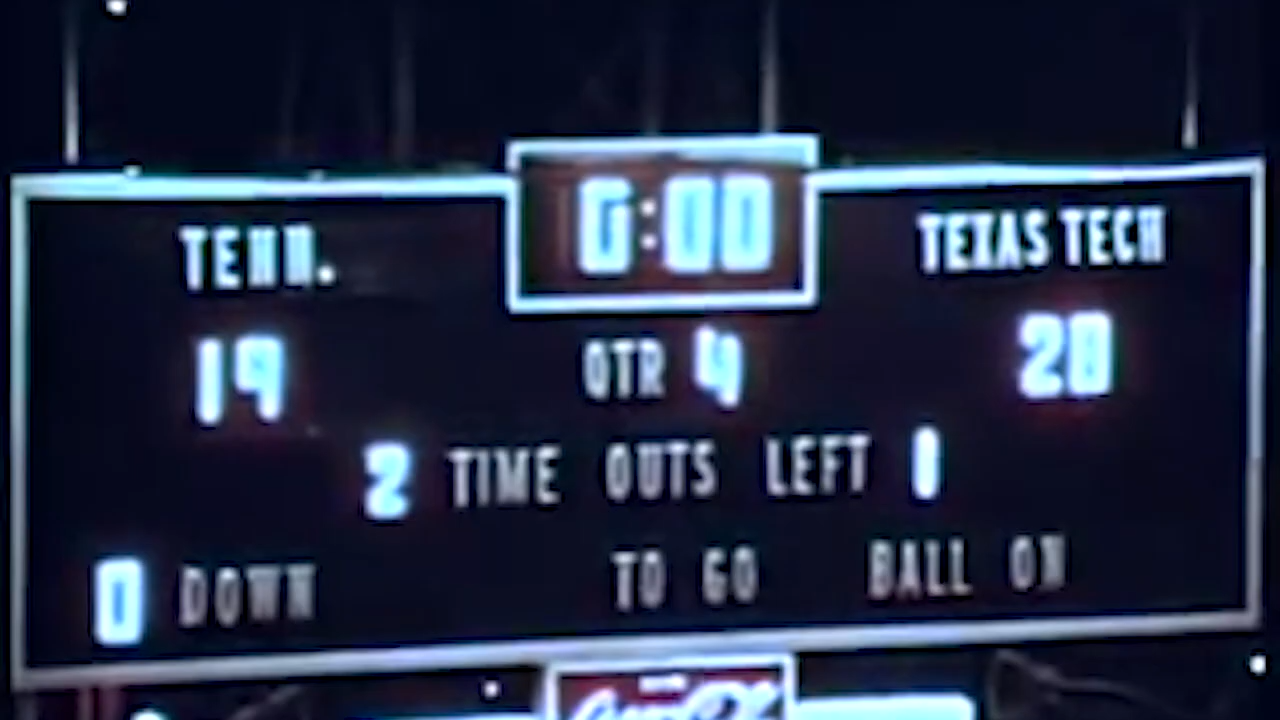 0:00
TENN. TEXAS TECH
19 QTR 4 28
2 TIME OUTS LEFT 1
0 DOWN TO GO BALL ON